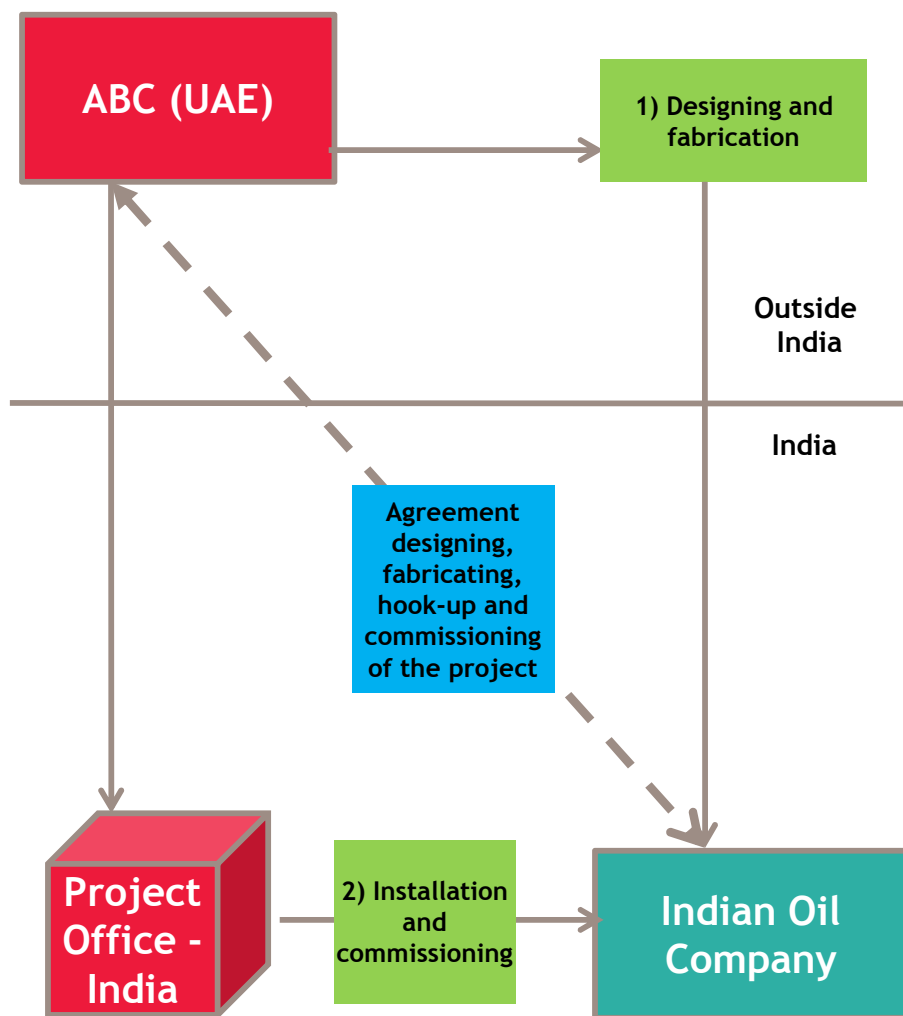 ABC (UAE)
1) Designing and
fabrication
Outside
India
India
Agreement
designing,
fabricating,
hook-up and
commissioning
of the project
Project
Office -
India
2) Installation
and
commissioning
Indian Oil
Company